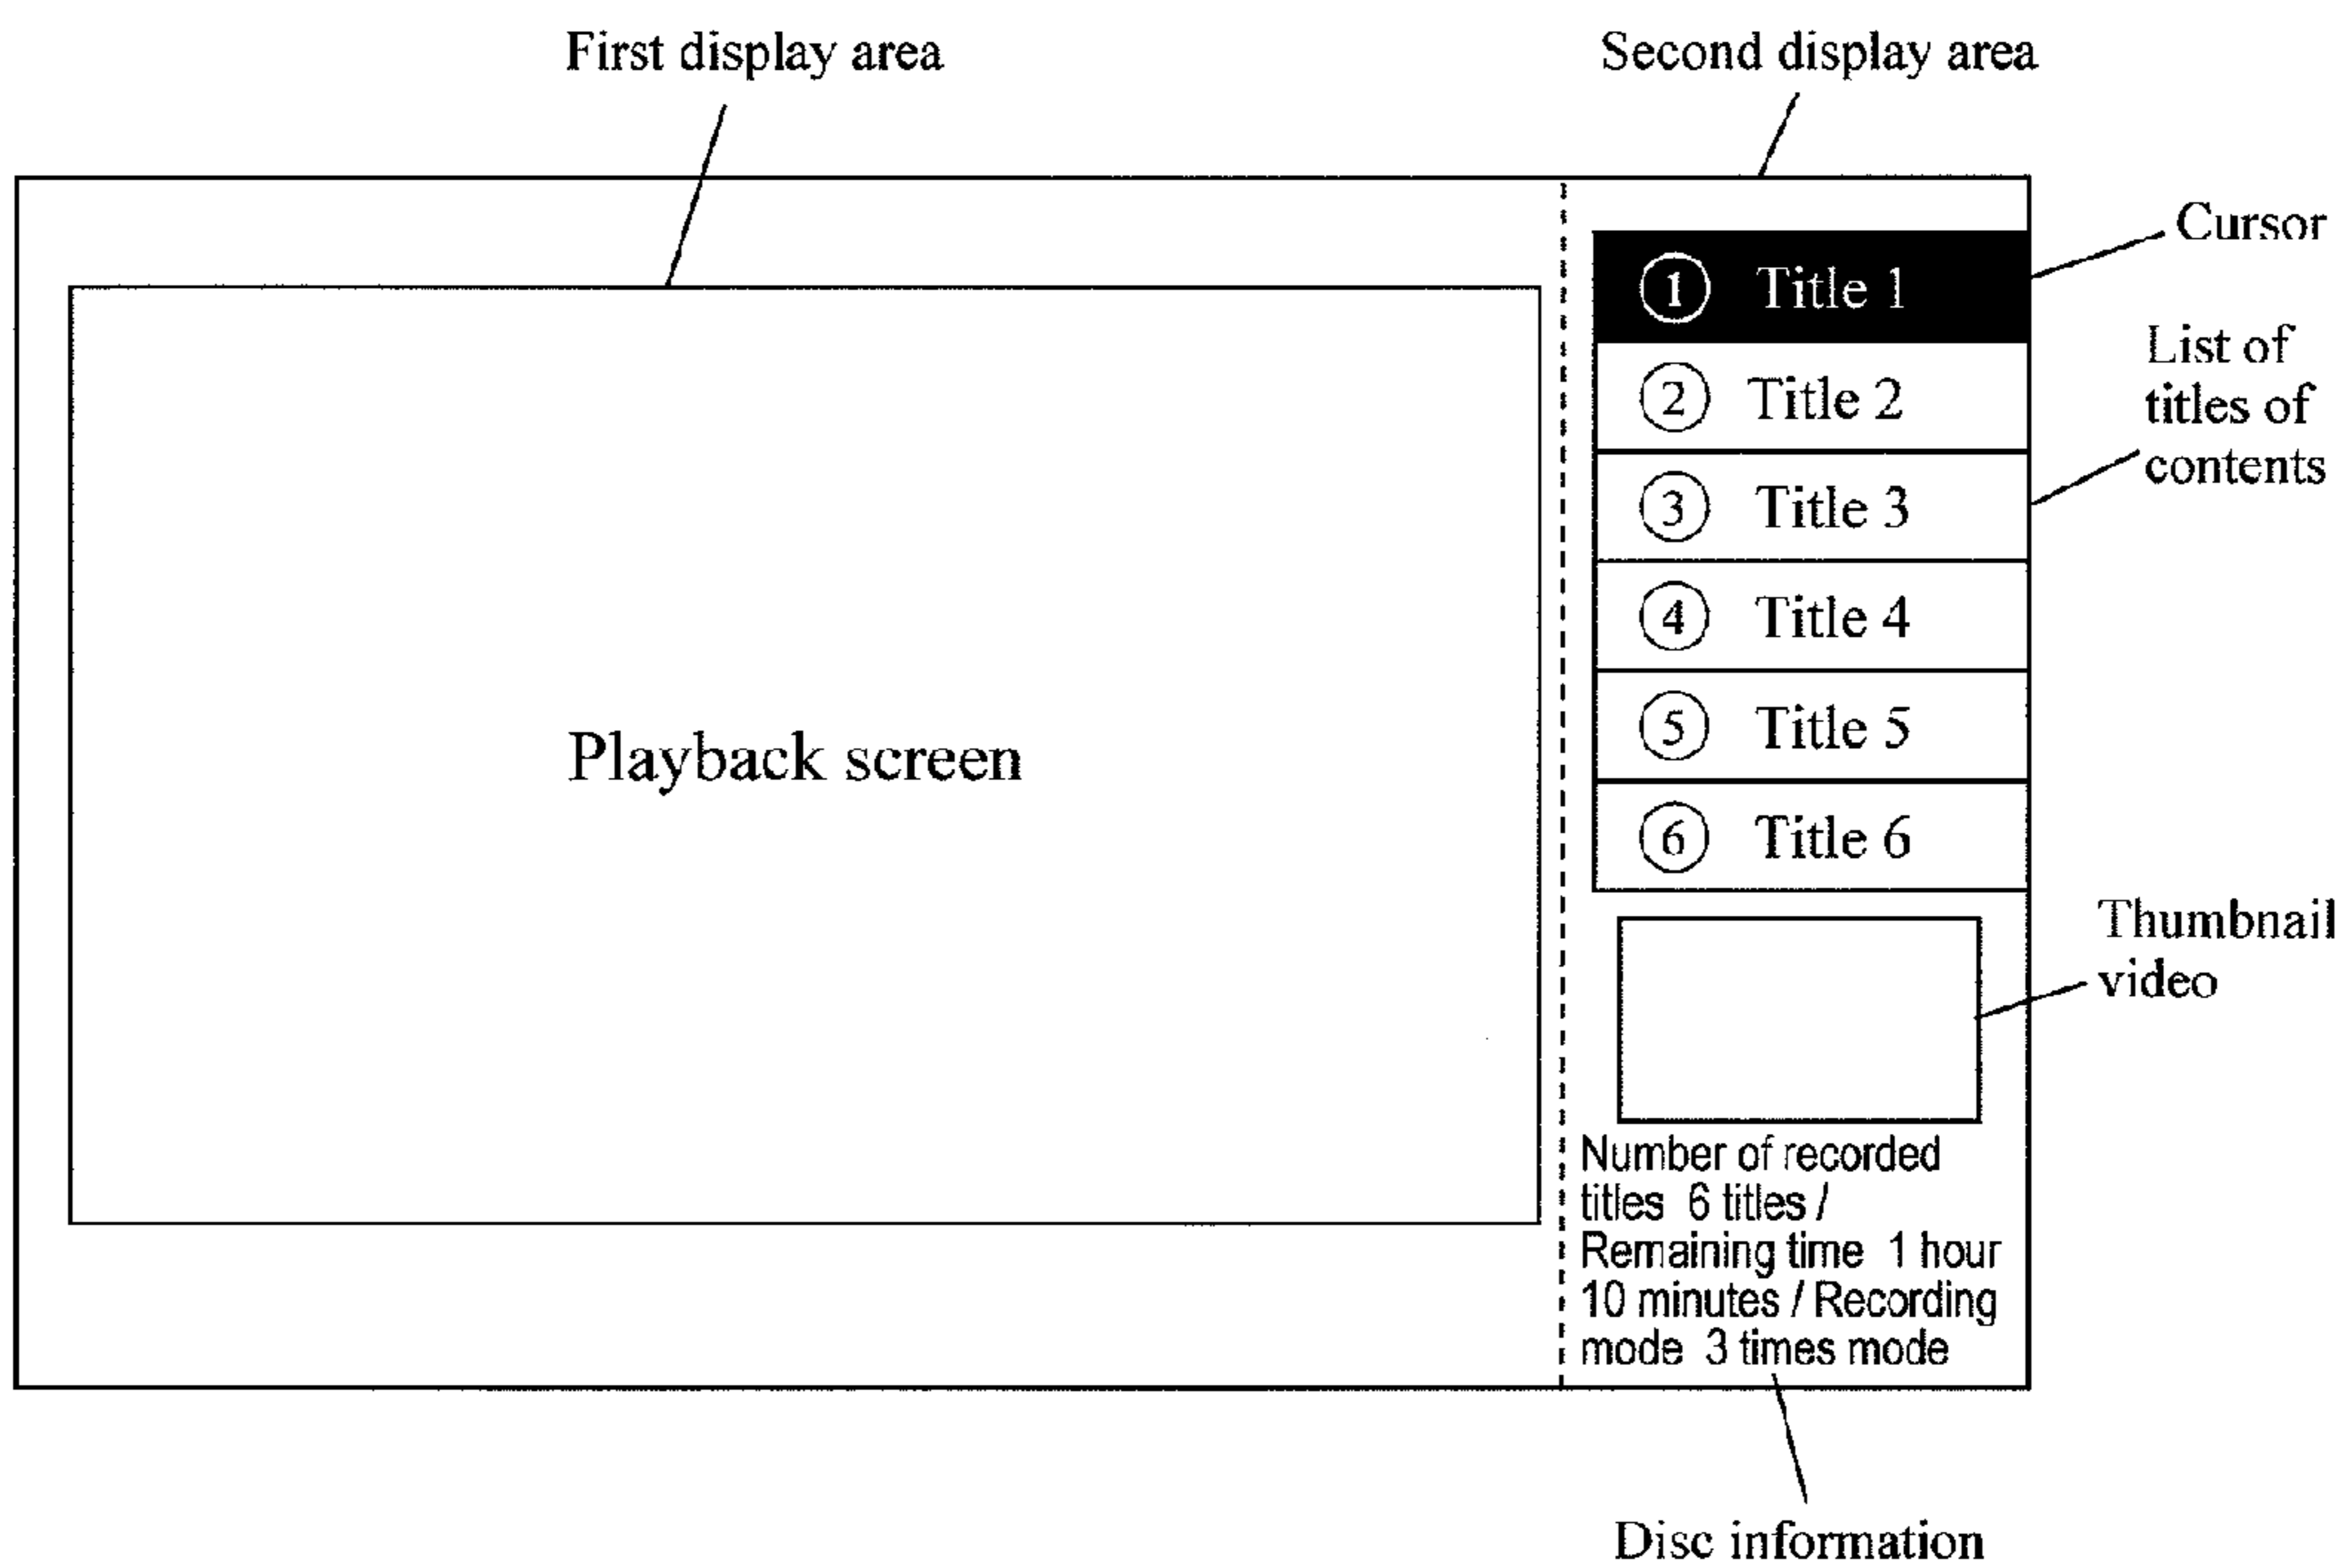 First display area
Second display area
Cursor
① Title 1
List of
titles of
contents
② Title 2
③ Title 3
④ Title 4
⑤ Title 5
⑥ Title 6
Playback screen
Thumbnail
video
Number of recorded
titles 6 titles /
Remaining time 1 hour
10 minutes / Recording
mode 3 times mode
Disc information